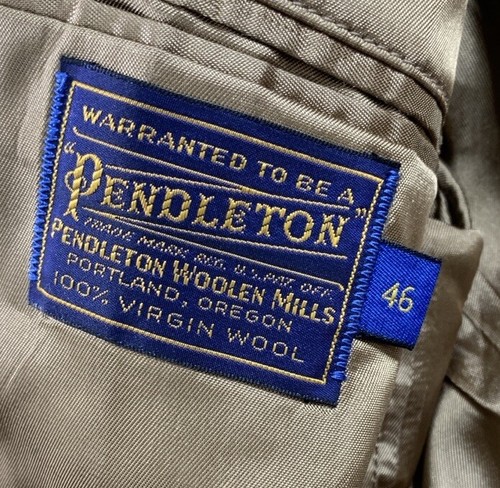 WARRANTED TO BE A
"PENDLETON"
TRADE MARK REG. U.S. PAT. OFF.
PENDLETON WOOLEN MILLS
PORTLAND, OREGON
100% VIRGIN WOOL
46